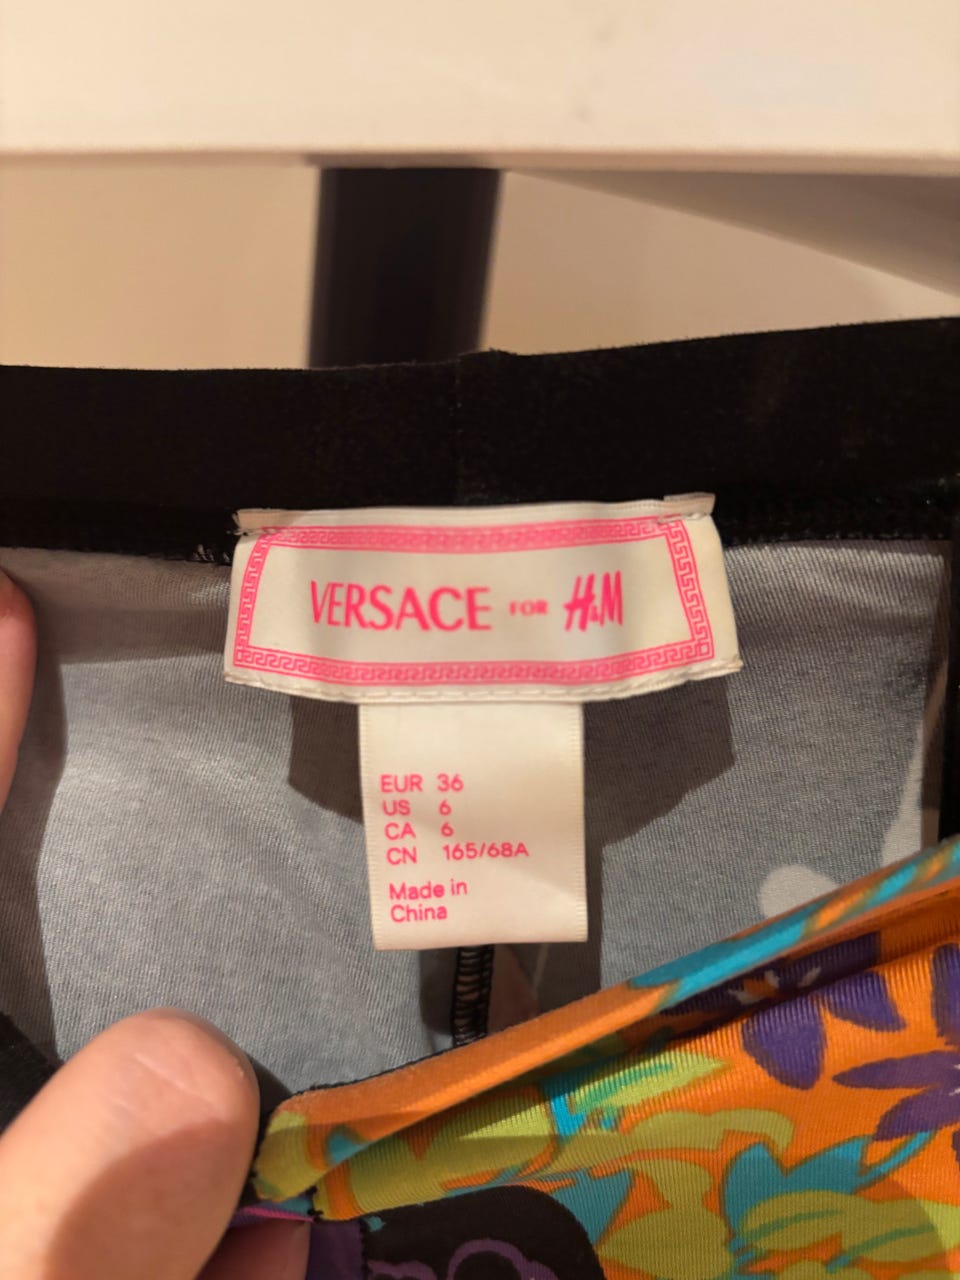 VERSACE FOR H&M
EUR 36
US 6
CA 6
CN 165/68A
Made in
China